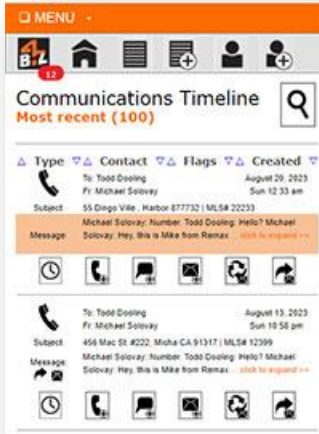 MENU
4
BIZ
12
Communications Timeline
Most recent (100)
Type Contact Flags Created
To: Todd Dooling August 29, 2023
Fr: Michael Solovay Sun 12:33 am
Subject 55 Dingo Ville , Harbor 877732 | MLS# 22233
Michael Solovay: Number. Todd Dooling: Hello? Michael
Message: Solovay: Hey, this is Mike from Remax ... click to expand >>
To: Todd Dooling August 13, 2023
Fr: Michael Solovay Sun 10:58 pm
Subject 456 Mac St. #222, Misha CA 91317 | MLS# 12399
Message: Michael Solovay: Number. Todd Dooling: Hello? Michael
Solovay: Hey, this is Mike from Remax ... click to expand >>